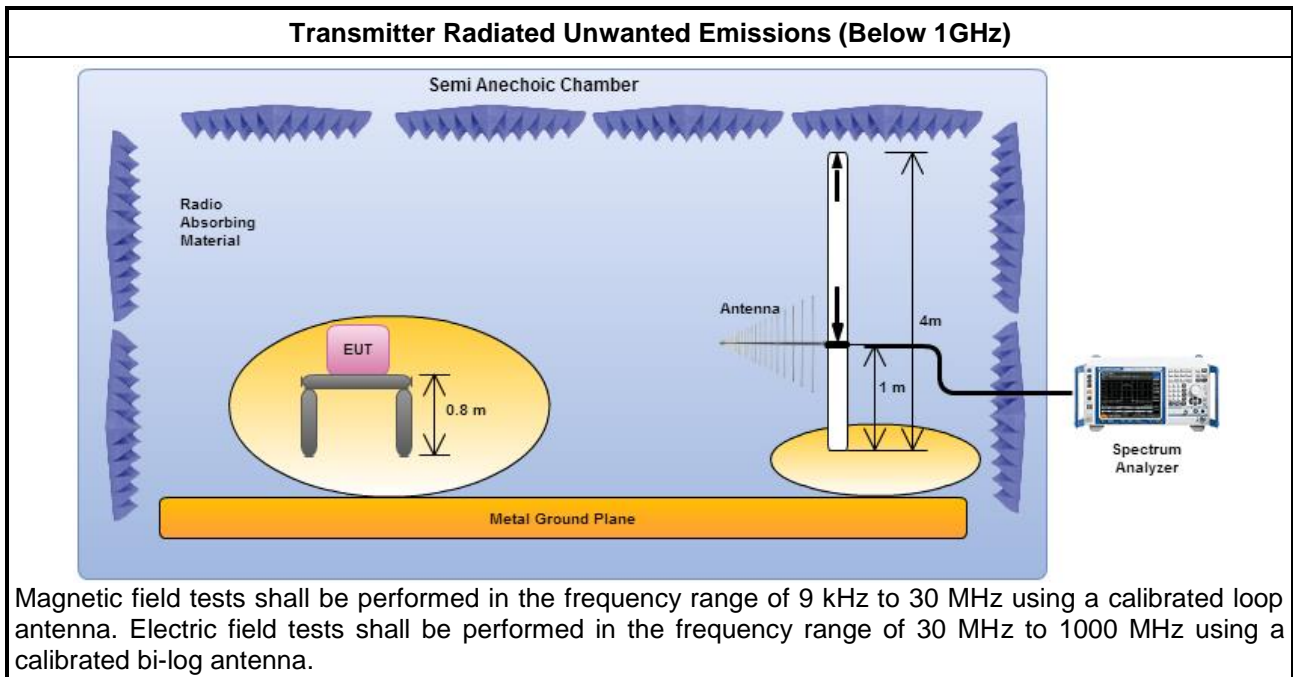 Transmitter Radiated Unwanted Emissions (Below 1GHz)
Semi Anechoic Chamber
Radio
Absorbing
Material
Antenna
4m
EUT
1 m
0.8 m
Spectrum
Analyzer
Metal Ground Plane
Magnetic field tests shall be performed in the frequency range of 9 kHz to 30 MHz using a calibrated loop
antenna. Electric field tests shall be performed in the frequency range of 30 MHz to 1000 MHz using a
calibrated bi-log antenna.